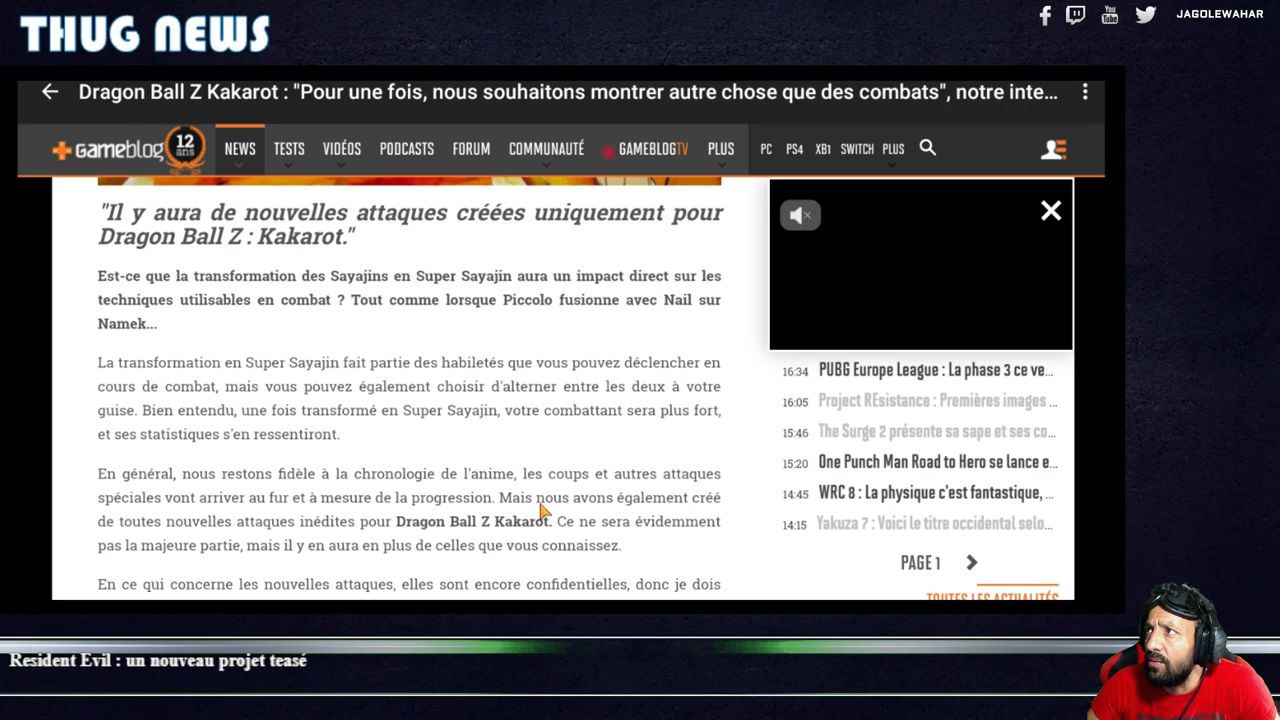 THUG NEWS
JAGOLEWAHAR
Dragon Ball Z Kakarot : "Pour une fois, nous souhaitons montrer autre chose que des combats", notre inte...
gameblog 12 ans NEWS TESTS VIDÉOS PODCASTS FORUM COMMUNAUTÉ GAMEBLOGTV PLUS PC PS4 XB1 SWITCH PLUS
"Il y aura de nouvelles attaques créées uniquement pour
Dragon Ball Z : Kakarot."
Est-ce que la transformation des Sayajins en Super Sayajin aura un impact direct sur les
techniques utilisables en combat ? Tout comme lorsque Piccolo fusionne avec Nail sur
Namek...
La transformation en Super Sayajin fait partie des habiletés que vous pouvez déclencher en
cours de combat, mais vous pouvez également choisir d'alterner entre les deux à votre
guise. Bien entendu, une fois transformé en Super Sayajin, votre combattant sera plus fort,
et ses statistiques s'en ressentiront.
En général, nous restons fidèle à la chronologie de l'anime, les coups et autres attaques
spéciales vont arriver au fur et à mesure de la progression. Mais nous avons également créé
de toutes nouvelles attaques inédites pour Dragon Ball Z Kakarot. Ce ne sera évidemment
pas la majeure partie, mais il y en aura en plus de celles que vous connaissez.
En ce qui concerne les nouvelles attaques, elles sont encore confidentielles, donc je dois
16:34 PUBG Europe League : La phase 3 ce ve...
16:05 Project REsistance : Premières images ...
15:46 The Surge 2 présente sa sape et ses co...
15:20 One Punch Man Road to Hero se lance e...
14:45 WRC 8 : La physique c'est fantastique, ...
14:15 Yakuza 7 : Voici le titre occidental selo...
PAGE 1
TOUTES LES ACTUALITÉS
Resident Evil : un nouveau projet teasé